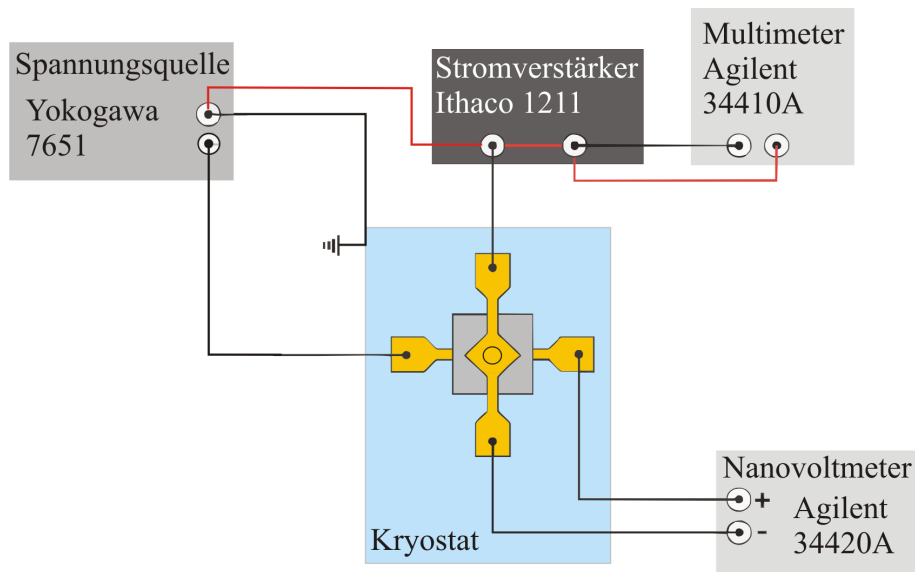 Spannungsquelle
Yokogawa
7651
Stromverstärker
Ithaco 1211
Multimeter
Agilent
34410A
Kryostat
Nanovoltmeter
+
Agilent
-
34420A